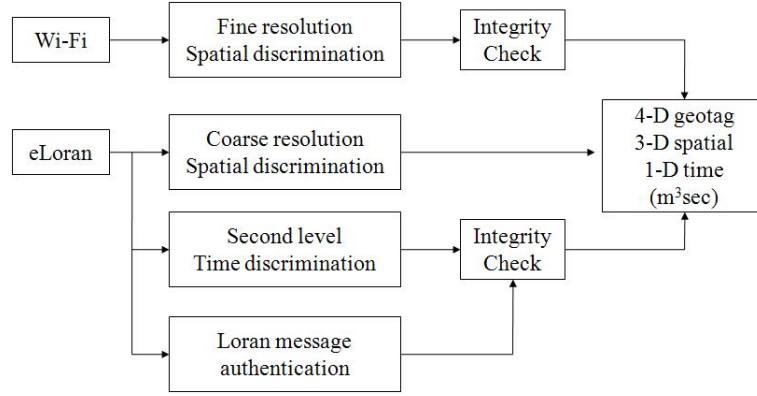 Wi-Fi
Fine resolution
Spatial discrimination
Integrity
Check
4-D geotag
3-D spatial
1-D time
(m³sec)
eLoran
Coarse resolution
Spatial discrimination
Second level
Time discrimination
Integrity
Check
Loran message
authentication